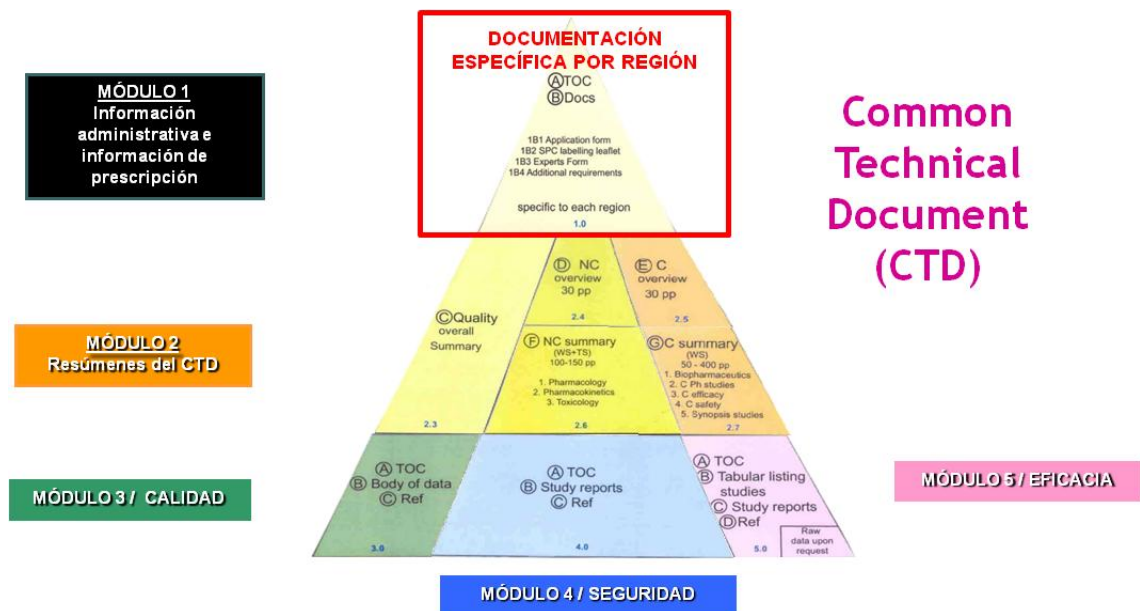 DOCUMENTACIÓN
ESPECÍFICA POR REGIÓN
Ⓐ TOC
Ⓑ Docs
1B1 Application form
1B2 SPC labelling leaflet
1B3 Experts Form
1B4 Additional requirements
specific to each region
1.0
MÓDULO 1
Información
administrativa e
información de
prescripción
Common
Technical
Document
(CTD)
Ⓓ NC
overview
30 pp
2.4
Ⓔ C
overview
30 pp
2.5
Ⓒ Quality
overall
Summary
2.3
Ⓕ NC summary
(WS+TS)
100-150 pp
1. Pharmacology
2. Pharmacokinetics
3. Toxicology
2.6
Ⓖ C summary
(WS)
50 - 400 pp
1. Biopharmaceutics
2. C Ph studies
3. C efficacy
4. C safety
5. Synopsis studies
2.7
MÓDULO 2
Resúmenes del CTD
Ⓐ TOC
Ⓑ Body of data
Ⓒ Ref
3.0
Ⓐ TOC
Ⓑ Study reports
Ⓒ Ref
4.0
Ⓐ TOC
Ⓑ Tabular listing
studies
Ⓒ Study reports
Ⓓ Ref
5.0
Raw
data upon
request
MÓDULO 3 / CALIDAD
MÓDULO 5 / EFICACIA
MÓDULO 4 / SEGURIDAD